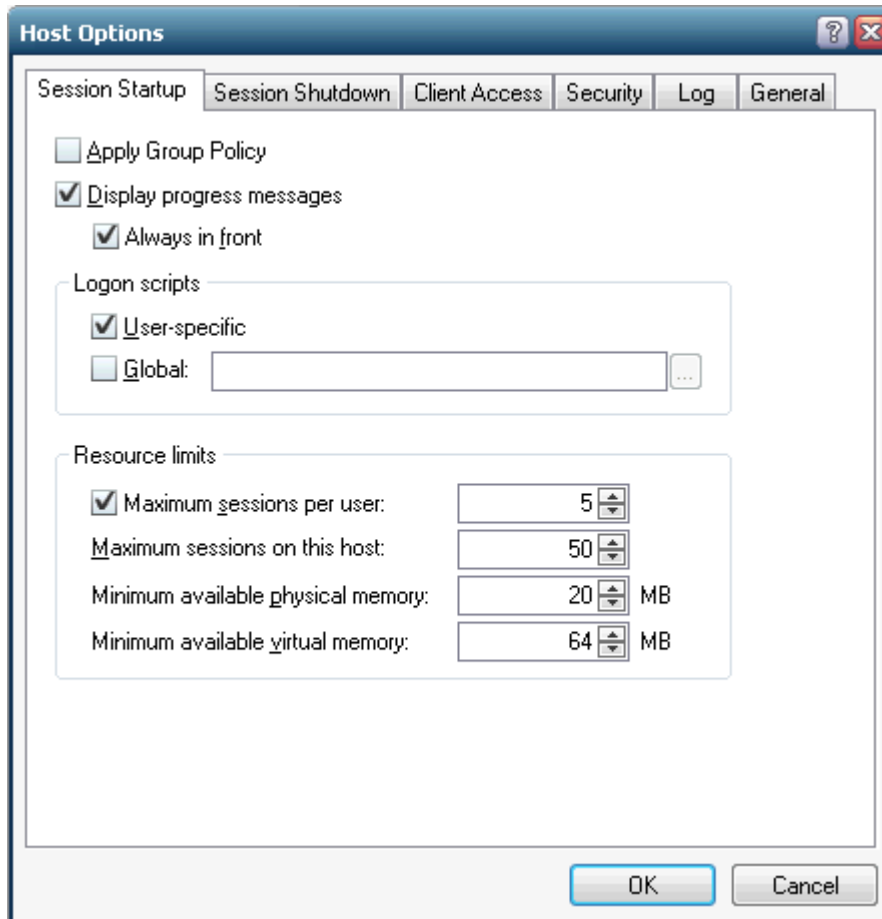 Host Options
Session Startup Session Shutdown Client Access Security Log General
Apply Group Policy
Display progress messages
Always in front
Logon scripts
User-specific
Global: ...
Resource limits
Maximum sessions per user: 5
Maximum sessions on this host: 50
Minimum available physical memory: 20 MB
Minimum available virtual memory: 64 MB
OK Cancel